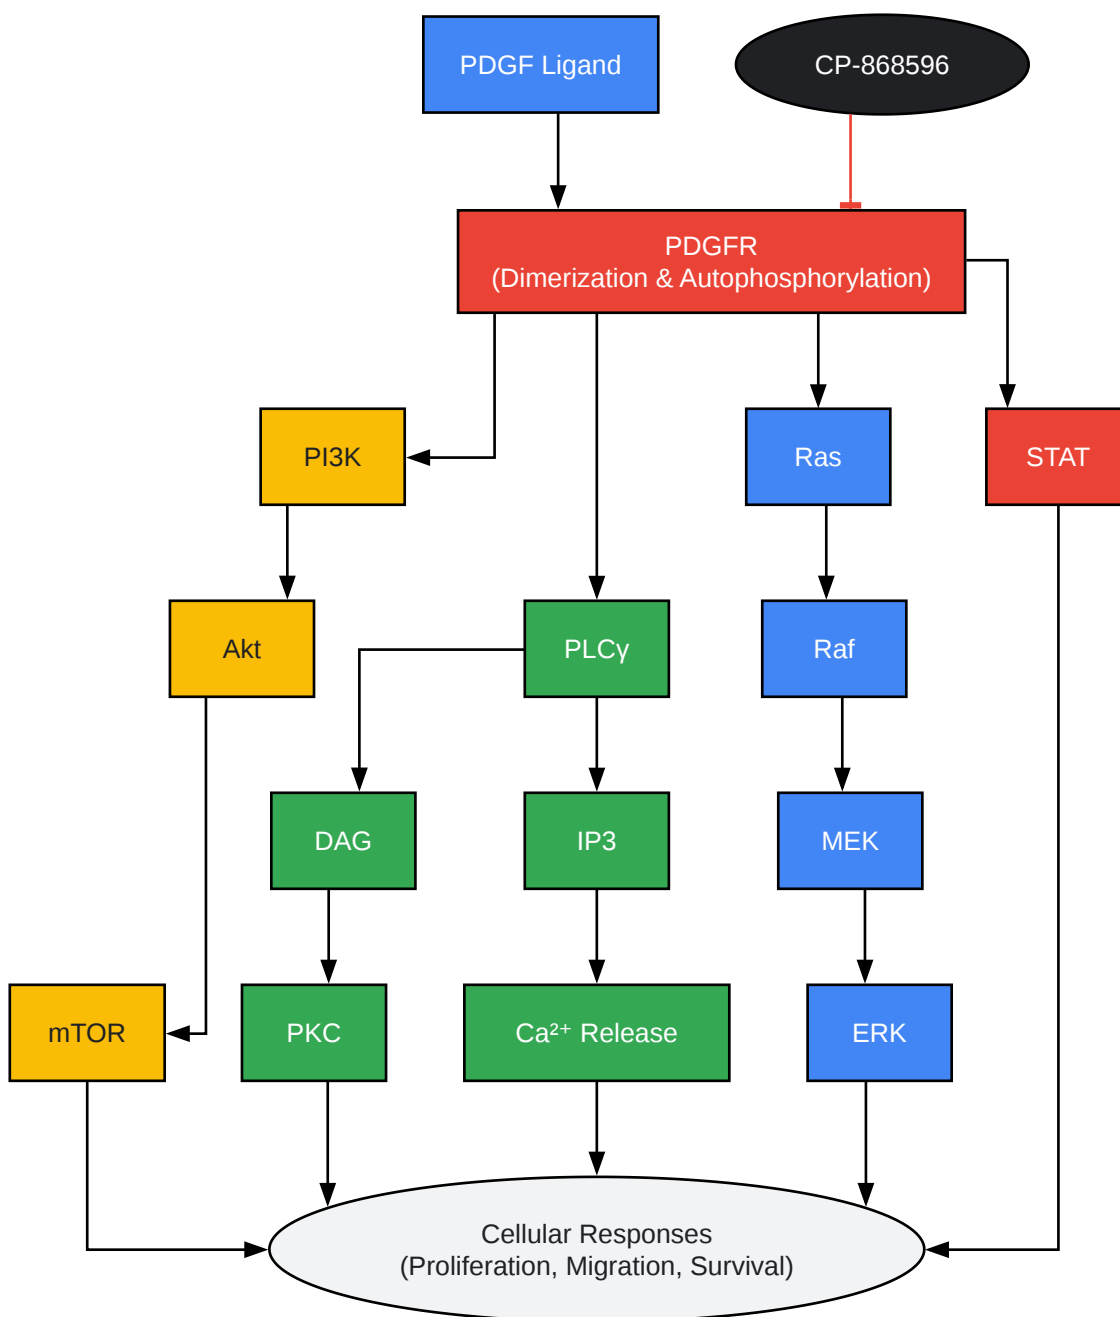 PDGF Ligand
CP-868596
PDGFR
(Dimerization & Autophosphorylation)
PI3K
Ras
STAT
Akt
PLCγ
Raf
DAG
IP3
MEK
mTOR
PKC
Ca²⁺ Release
ERK
Cellular Responses
(Proliferation, Migration, Survival)